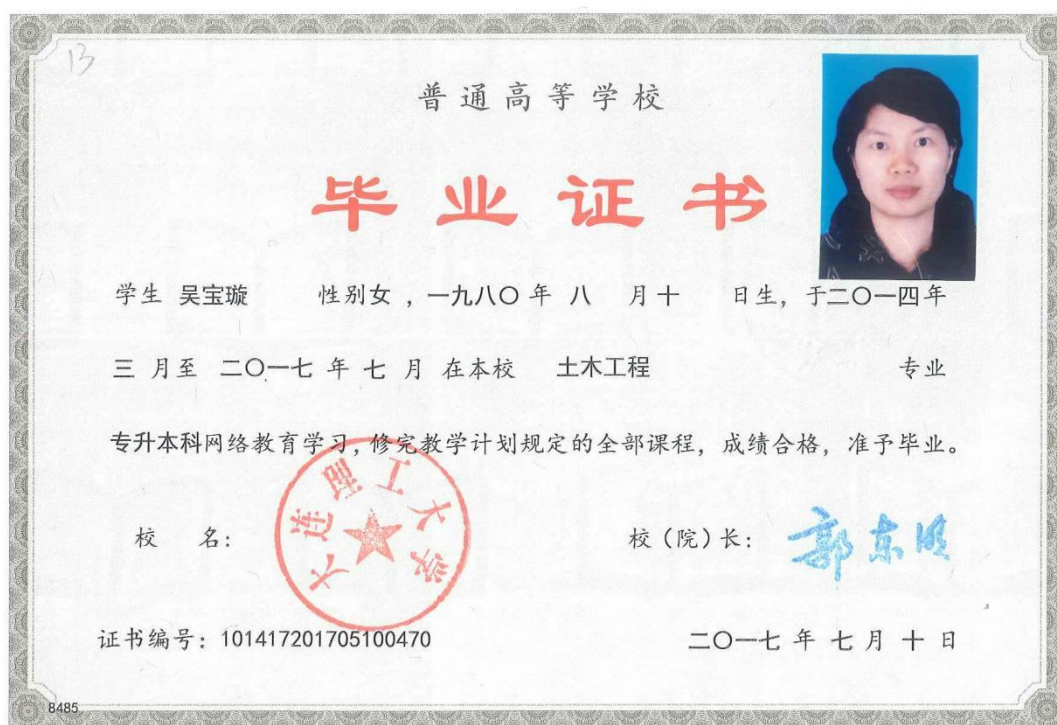 13
普通高等学校
毕业证书
学生 吴宝璇 性别女，一九八〇年 八 月十 日生，于二〇一四年
三 月至 二〇一七 年 七 月 在本校 土木工程 专业
专升本科网络教育学习，修完教学计划规定的全部课程，成绩合格，准予毕业。
大连理工大学
校 名： 校（院）长： 郭东明
证书编号：101417201705100470 二〇一七 年 七 月 十 日
8485